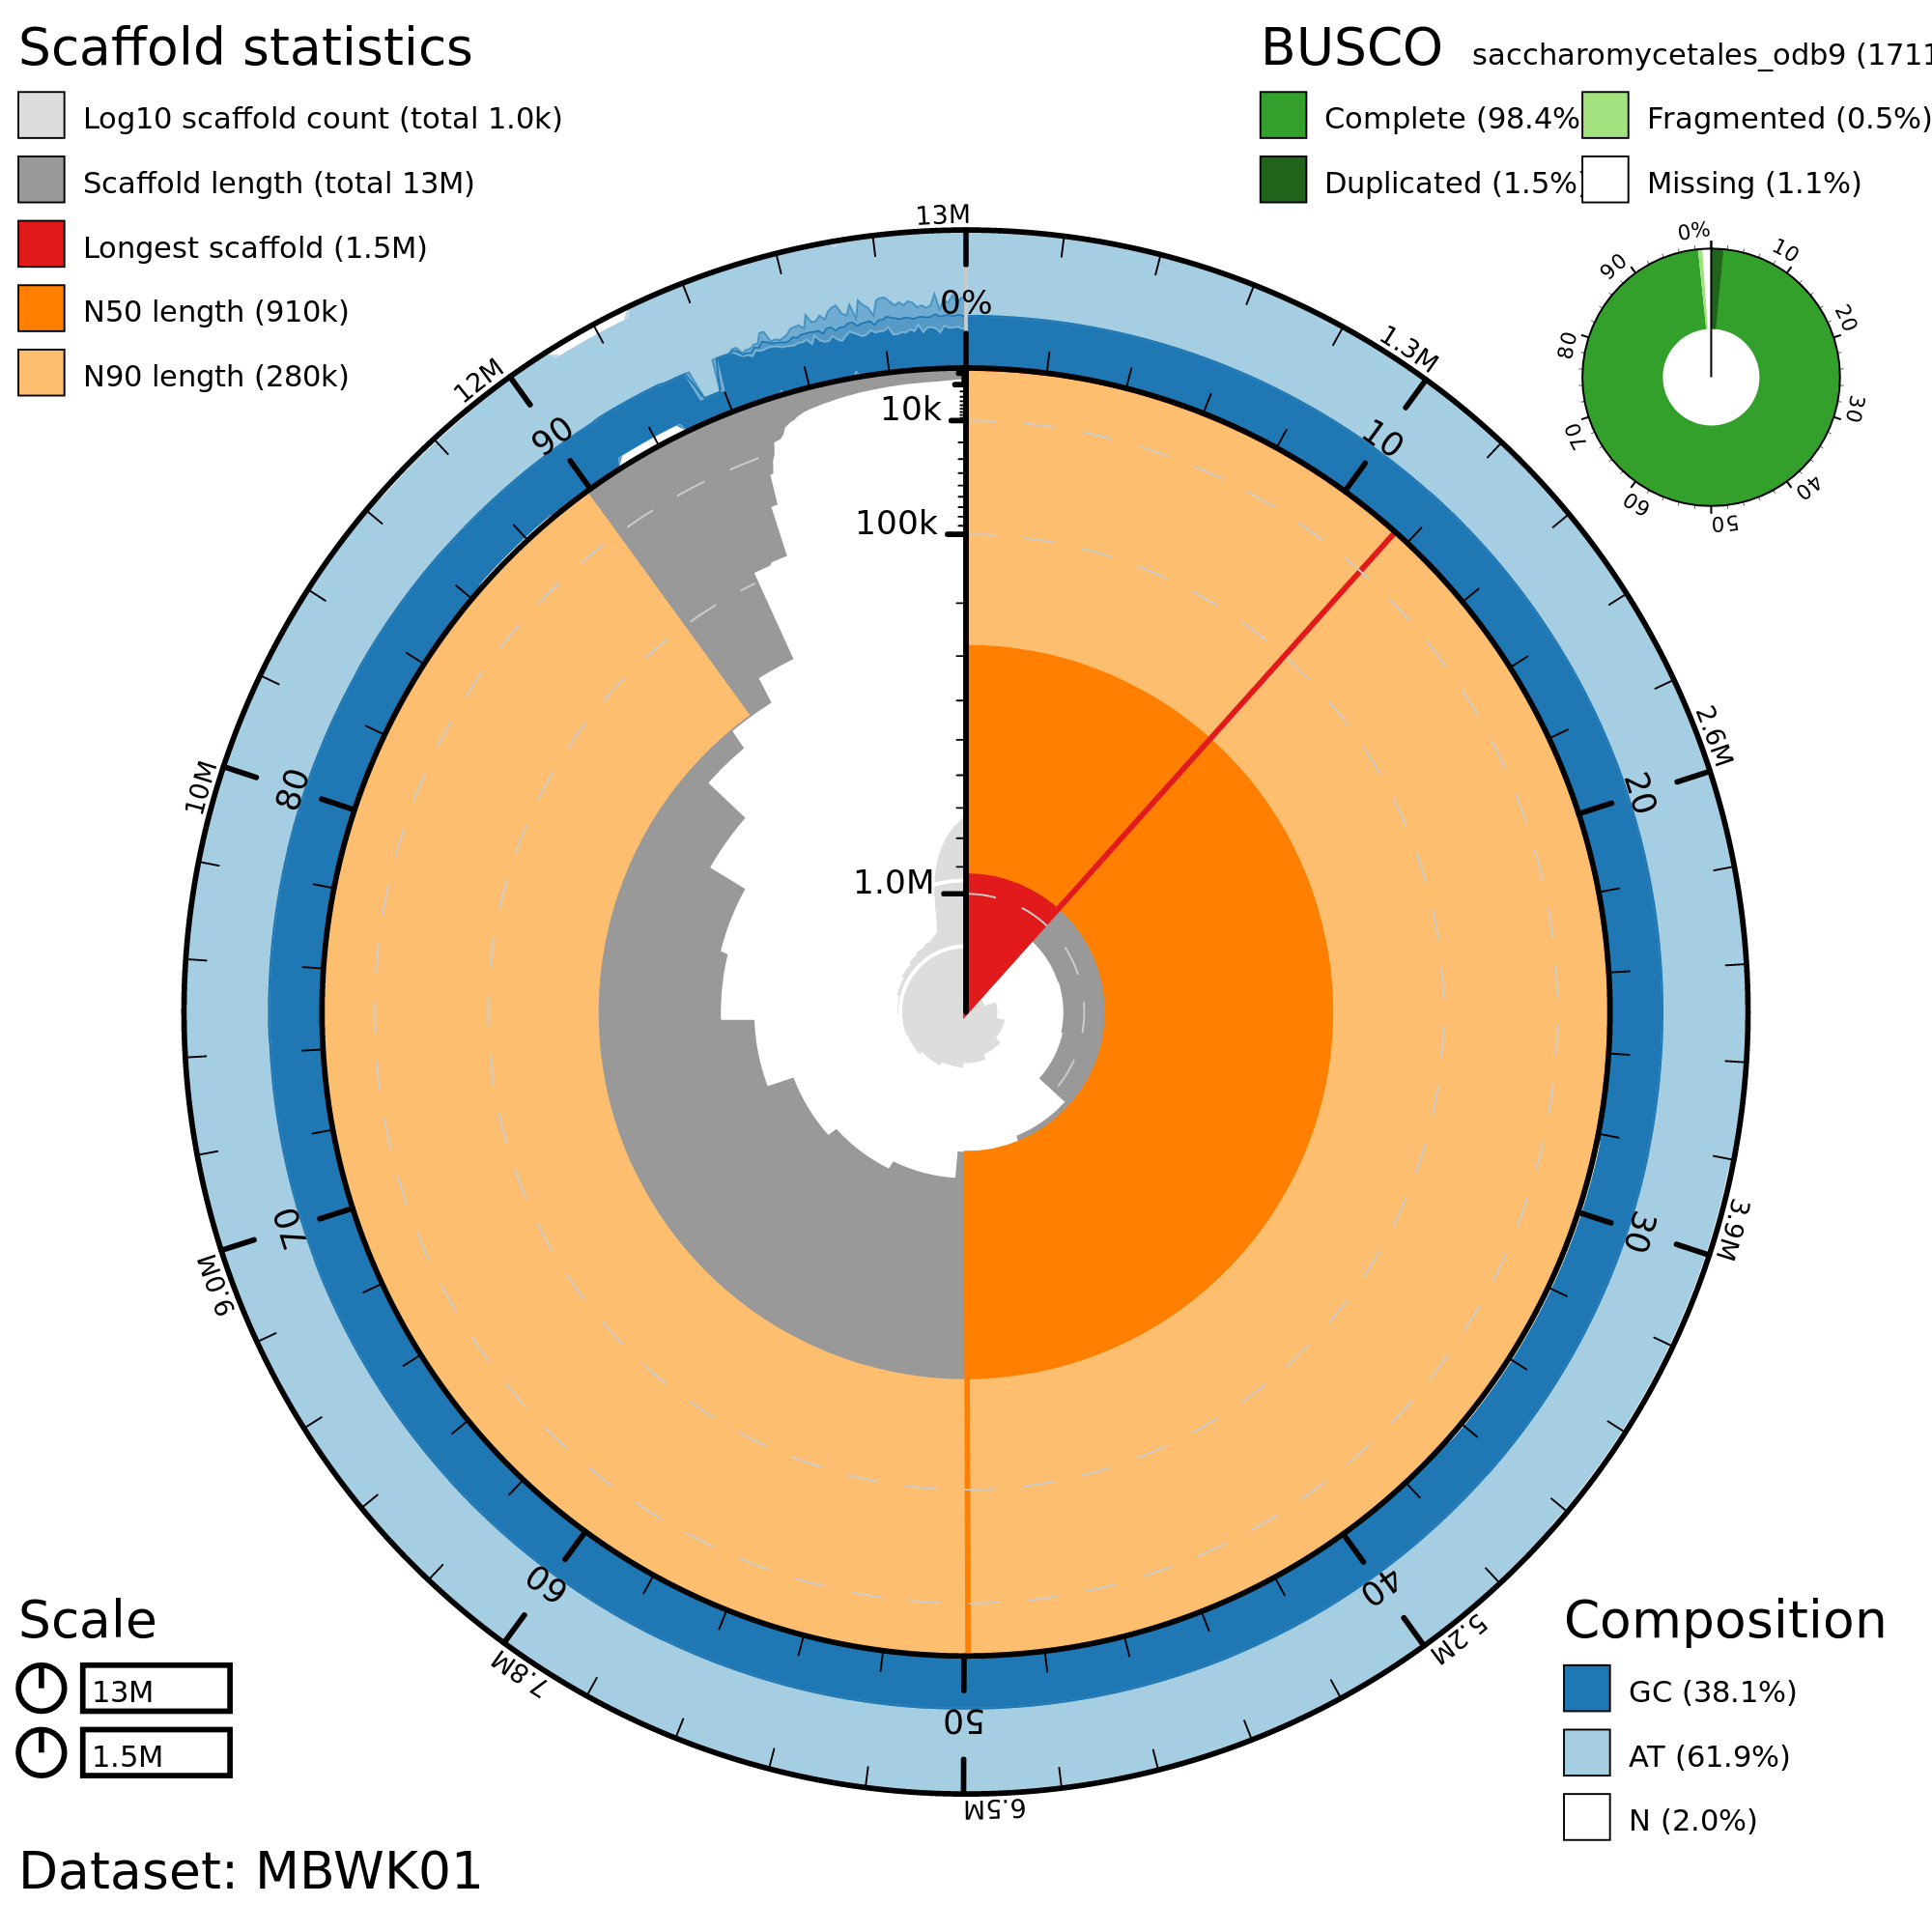 Scaffold statistics
Log10 scaffold count (total 1.0k)
Scaffold length (total 13M)
Longest scaffold (1.5M)
N50 length (910k)
N90 length (280k)
BUSCO saccharomycetales_odb9 (1711
Complete (98.4% Fragmented (0.5%)
Duplicated (1.5%) Missing (1.1%)
0%
10
20
30
40
50
60
70
80
90
13M
1.3M
2.6M
3.9M
5.2M
6.5M
7.8M
9.0M
10M
12M
0%
10
20
30
40
50
60
70
80
90
10k
100k
1.0M
Scale
13M
1.5M
Composition
GC (38.1%)
AT (61.9%)
N (2.0%)
Dataset: MBWK01